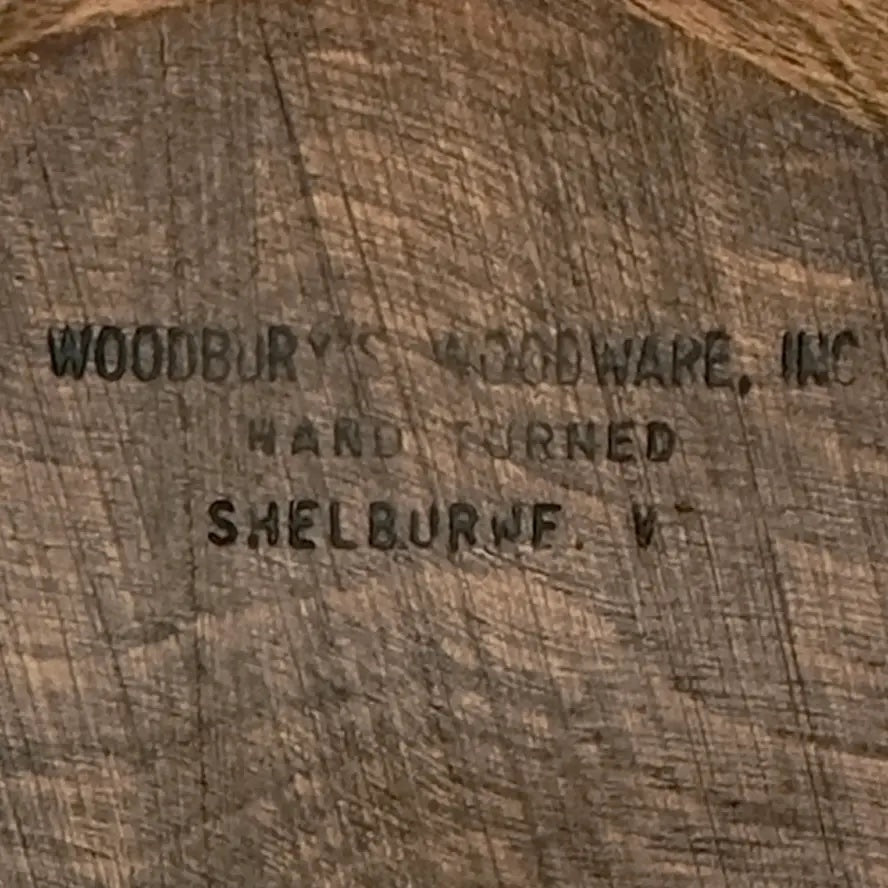 WOODBURY'S WOODWARE, INC
HAND TURNED
SHELBURNE, VT